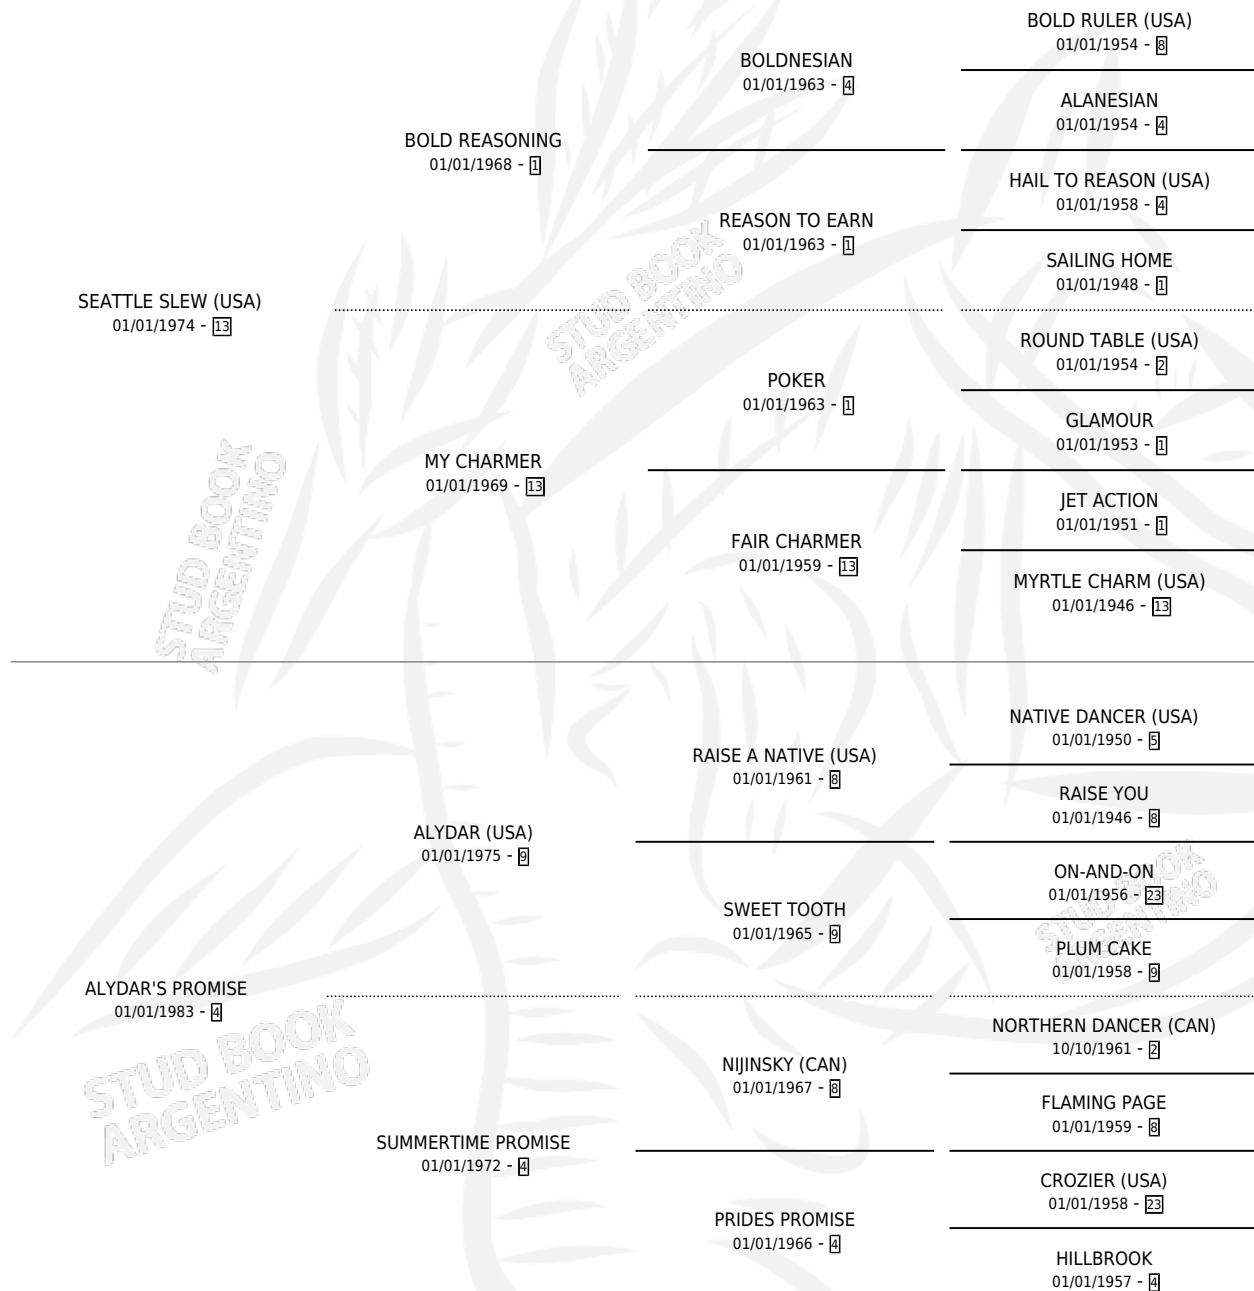 BOLD RULER (USA)
01/01/1954 - 8
BOLDNESIAN
01/01/1963 - 4
ALANESIAN
01/01/1954 - 4
BOLD REASONING
01/01/1968 - 1
HAIL TO REASON (USA)
01/01/1958 - 4
REASON TO EARN
01/01/1963 - 1
SAILING HOME
01/01/1948 - 1
SEATTLE SLEW (USA)
01/01/1974 - 13
ROUND TABLE (USA)
01/01/1954 - 2
POKER
01/01/1963 - 1
GLAMOUR
01/01/1953 - 1
MY CHARMER
01/01/1969 - 13
JET ACTION
01/01/1951 - 1
FAIR CHARMER
01/01/1959 - 13
MYRTLE CHARM (USA)
01/01/1946 - 13
NATIVE DANCER (USA)
01/01/1950 - 5
RAISE A NATIVE (USA)
01/01/1961 - 8
RAISE YOU
01/01/1946 - 8
ALYDAR (USA)
01/01/1975 - 9
ON-AND-ON
01/01/1956 - 23
SWEET TOOTH
01/01/1965 - 9
PLUM CAKE
01/01/1958 - 9
ALYDAR'S PROMISE
01/01/1983 - 4
NORTHERN DANCER (CAN)
10/10/1961 - 2
NIJINSKY (CAN)
01/01/1967 - 8
FLAMING PAGE
01/01/1959 - 8
SUMMERTIME PROMISE
01/01/1972 - 4
CROZIER (USA)
01/01/1958 - 23
PRIDES PROMISE
01/01/1966 - 4
HILLBROOK
01/01/1957 - 4
STUD BOOK
ARGENTINO
STUD BOOK
ARGENTINO
STUD BOOK
ARGENTINO
STUD BOOK
ARGENTINO